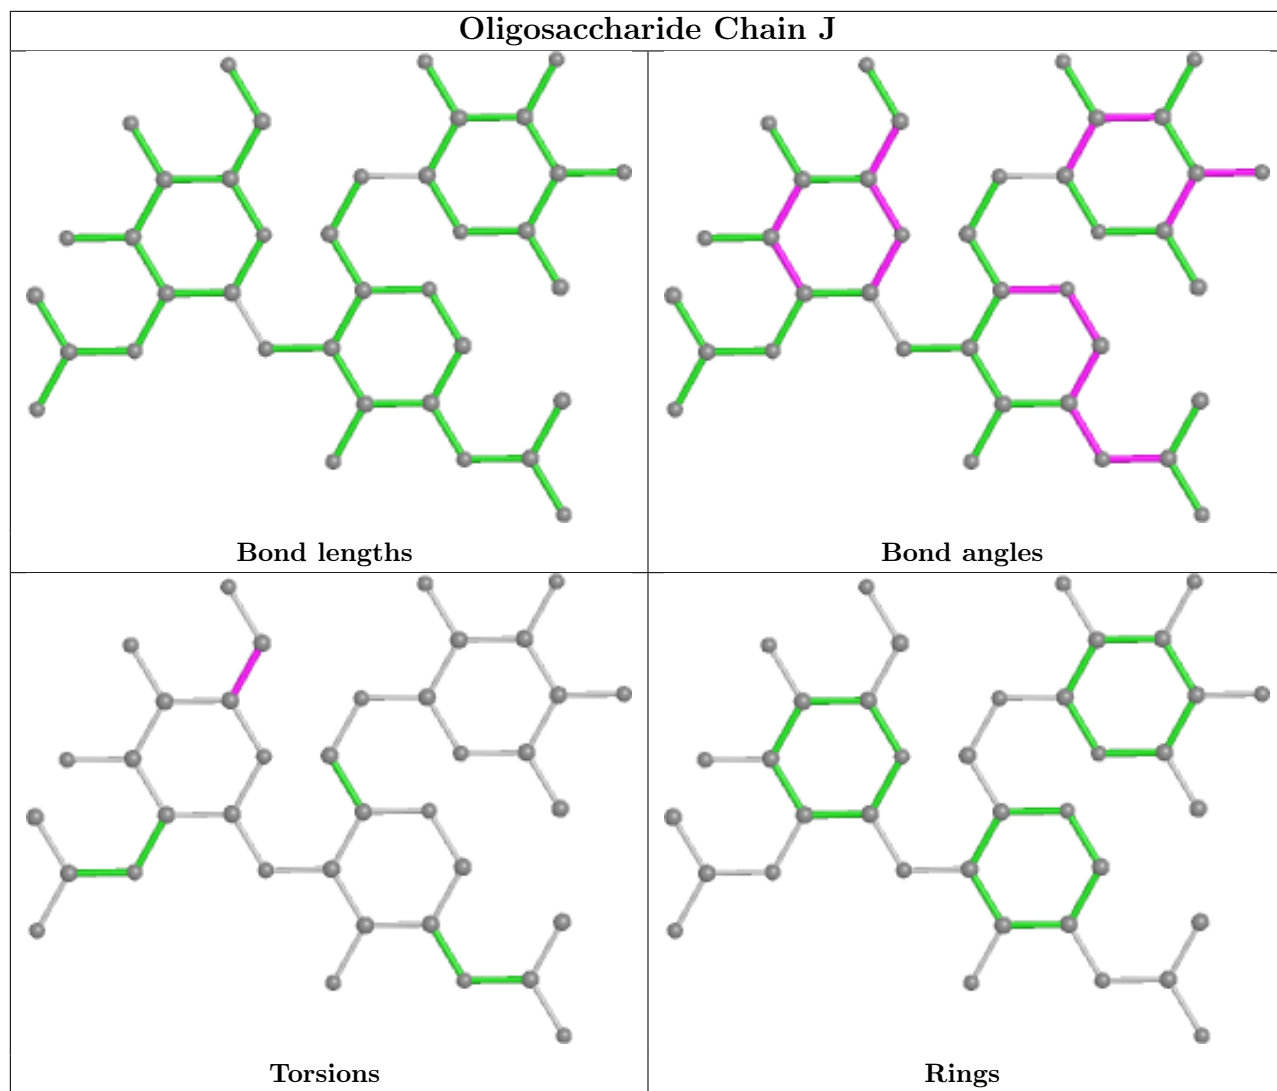 Oligosaccharide Chain J
Bond lengths
Bond angles
Torsions
Rings